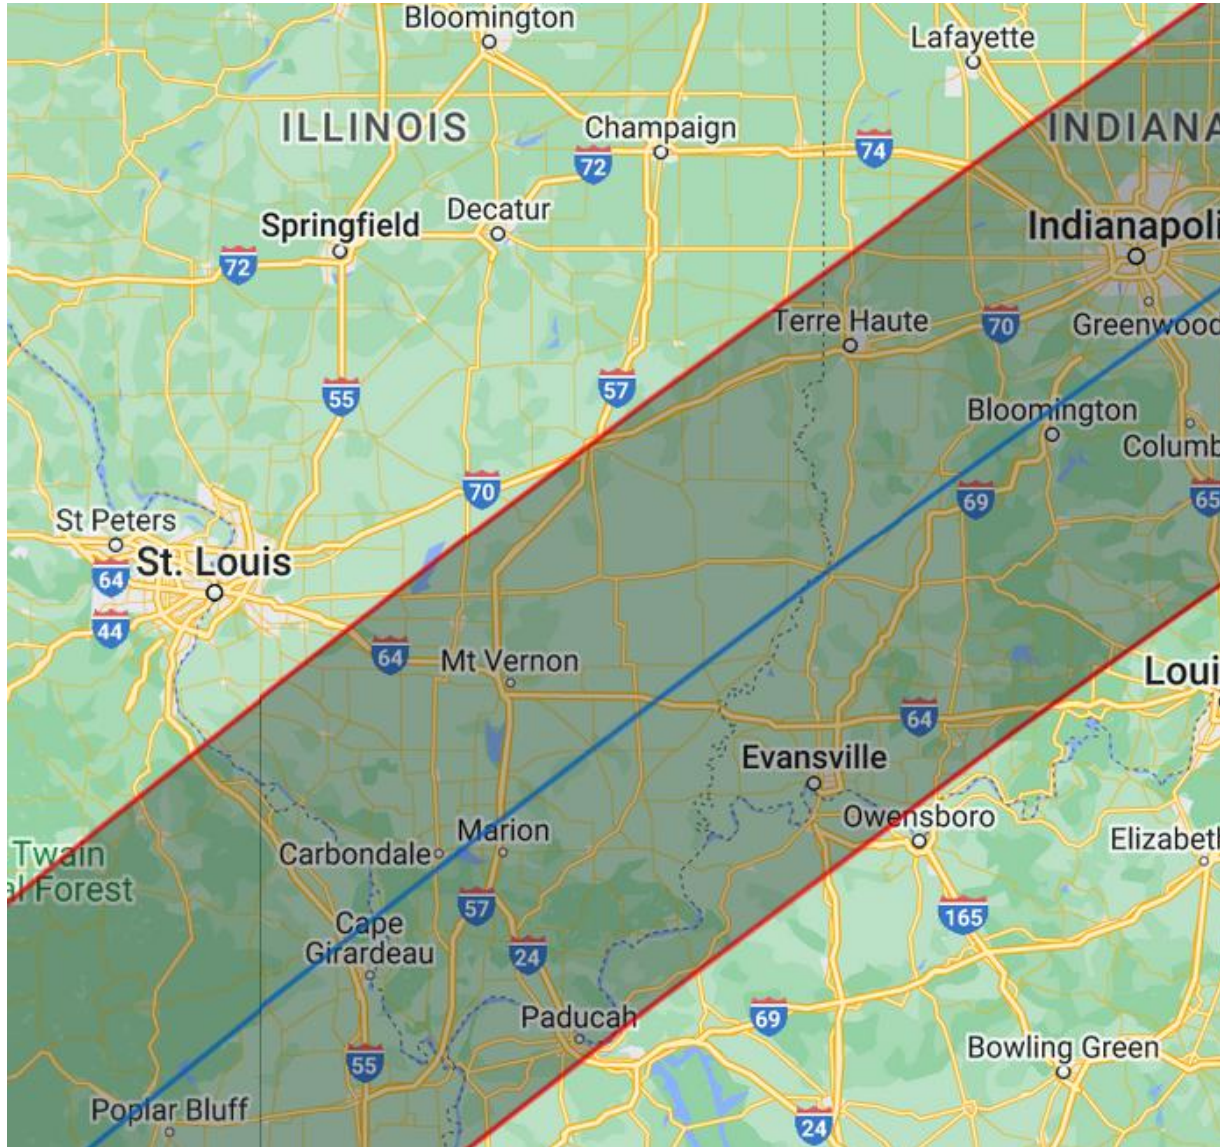 Bloomington
Lafayette
ILLINOIS
INDIANA
Champaign
74
72
Decatur
Springfield
Indianapoli
72
Terre Haute
70
Greenwood
57
55
Bloomington
Columb
70
69
65
St Peters
St. Louis
64
44
64
Mt Vernon
Loui
64
Evansville
Owensboro
Marion
Carbondale
Elizabeth
Twain
al Forest
57
165
Cape
Girardeau
24
Paducah
69
Bowling Green
55
Poplar Bluff
24